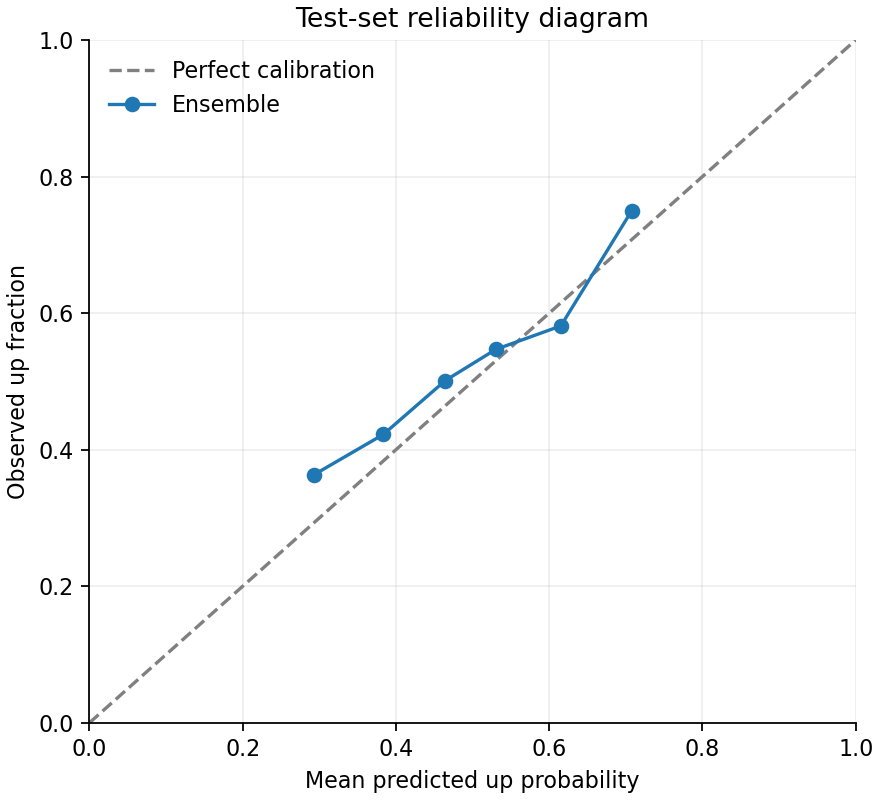 Test-set reliability diagram
Perfect calibration
Ensemble
Observed up fraction
1.0
0.8
0.6
0.4
0.2
0.0
0.0 0.2 0.4 0.6 0.8 1.0
Mean predicted up probability